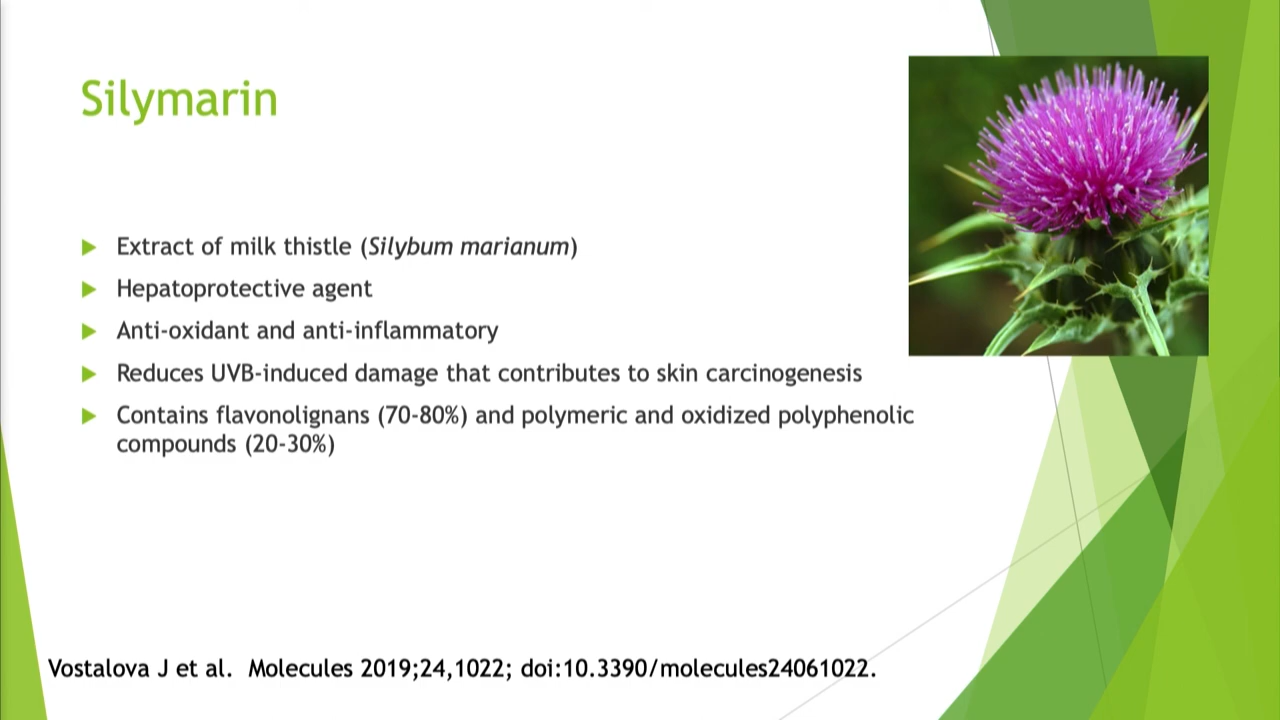 Silymarin
Extract of milk thistle (Silybum marianum)
Hepatoprotective agent
Anti-oxidant and anti-inflammatory
Reduces UVB-induced damage that contributes to skin carcinogenesis
Contains flavonolignans (70-80%) and polymeric and oxidized polyphenolic
compounds (20-30%)
Vostalova J et al.  Molecules 2019;24,1022; doi:10.3390/molecules24061022.